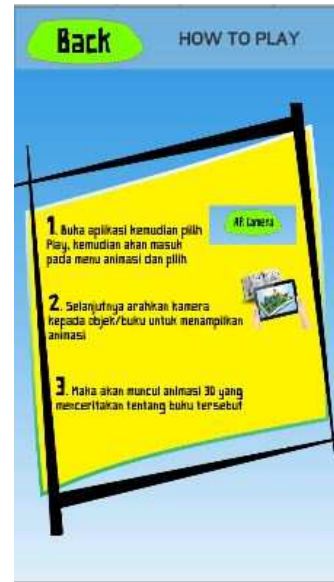 Back
HOW TO PLAY
1. Buka aplikasi kemudian pilih
Play, kemudian akan masuk
pada menu animasi dan pilih
AR Camera
2. Selanjutnya arahkan kamera
kepada objek/buku untuk menampilkan
animasi
3. Maka akan muncul animasi 3D yang
menceritakan tentang buku tersebut